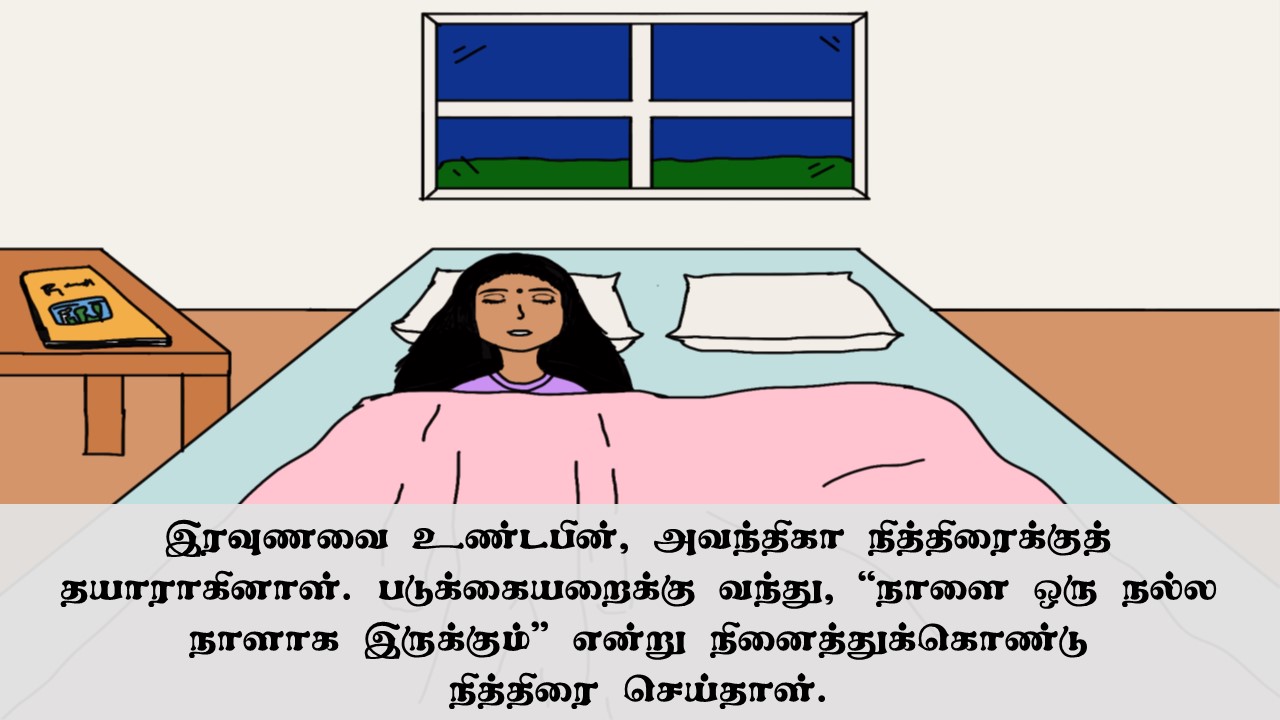 இரவுணவை உண்டபின், அவந்திகா நித்திரைக்குத்
தயாராகினாள். படுக்கையறைக்கு வந்து, “நாளை ஒரு நல்ல
நாளாக இருக்கும்” என்று நினைத்துக்கொண்டு
நித்திரை செய்தாள்.